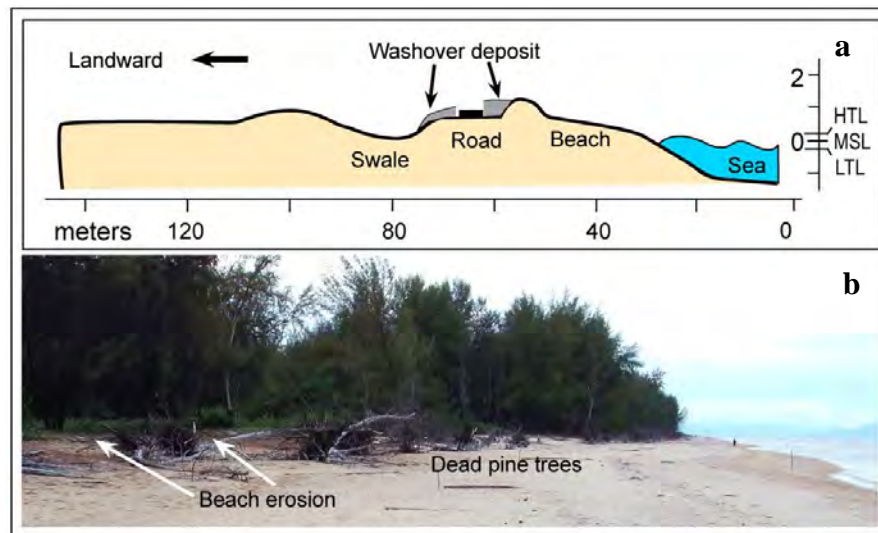 a
Washover deposit
Landward
2
HTL
0
MSL
LTL
Swale
Road
Beach
Sea
meters
120
80
40
0
b
Dead pine trees
Beach erosion